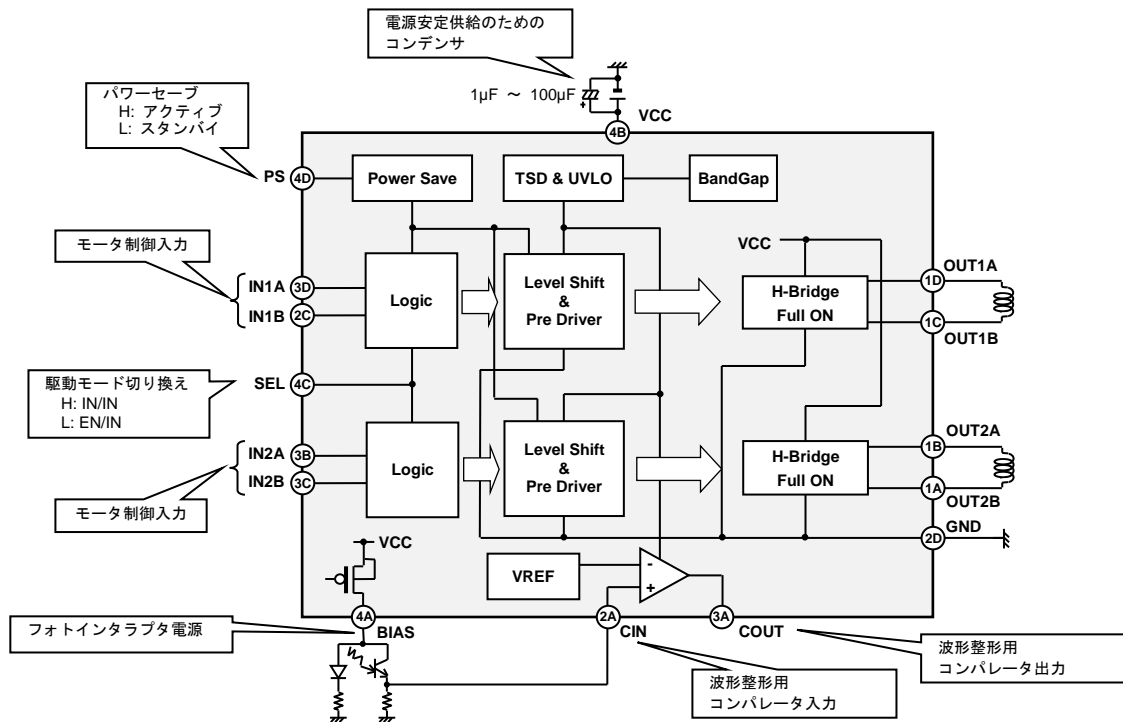 電源安定供給のための
コンデンサ
1µF ～ 100µF
VCC
4B
パワーセーブ
H: アクティブ
L: スタンバイ
PS
4D
Power Save
TSD & UVLO
BandGap
モータ制御入力
IN1A
3D
IN1B
2C
Logic
Level Shift
&
Pre Driver
VCC
H-Bridge
Full ON
OUT1A
1D
1C
OUT1B
駆動モード切り換え
H: IN/IN
L: EN/IN
SEL
4C
IN2A
3B
IN2B
3C
モータ制御入力
Logic
Level Shift
&
Pre Driver
H-Bridge
Full ON
OUT2A
1B
1A
OUT2B
GND
2D
VCC
VREF
-
+
4A
BIAS
フォトインタラプタ電源
2A
CIN
3A
COUT
波形整形用
コンパレータ入力
波形整形用
コンパレータ出力